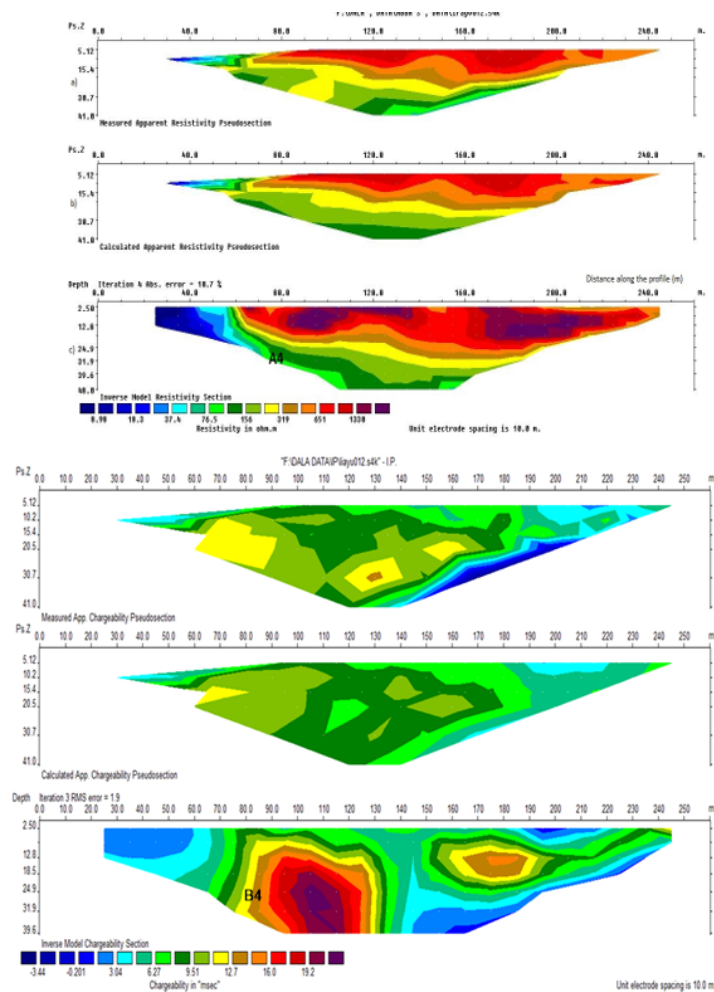 Ps.Z 0.0 40.0 80.0 120.0 160.0 200.0 240.0 m.
5.12
15.4
a)
30.7
41.0
Measured Apparent Resistivity Pseudosection
Ps.Z 0.0 40.0 80.0 120.0 160.0 200.0 240.0 m.
5.12
15.4
b)
30.7
41.0
Calculated Apparent Resistivity Pseudosection
Distance along the profile (m)
Depth Iteration 4 Abs. error = 10.7 %
0.0 40.0 80.0 120.0 160.0 200.0 240.0 m.
2.50
12.8
c)
24.9
31.9 A4
39.6
48.0
Inverse Model Resistivity Section
8.98 18.3 37.4 76.5 156 319 651 1330
Resistivity in ohm.m Unit electrode spacing is 10.0 m.
"F:\DALA DATA\IP\liayu012.s4k" - I.P.
Ps.Z
0.0 10.0 20.0 30.0 40.0 50.0 60.0 70.0 80.0 90.0 100 110 120 130 140 150 160 170 180 190 200 210 220 230 240 250 m
5.12
10.2
15.4
20.5
30.7
41.0
Measured App. Chargeability Pseudosection
Ps.Z
0.0 10.0 20.0 30.0 40.0 50.0 60.0 70.0 80.0 90.0 100 110 120 130 140 150 160 170 180 190 200 210 220 230 240 250 m
5.12
10.2
15.4
20.5
30.7
41.0
Calculated App. Chargeability Pseudosection
Depth Iteration 3 RMS error = 1.9
0.0 10.0 20.0 30.0 40.0 50.0 60.0 70.0 80.0 90.0 100 110 120 130 140 150 160 170 180 190 200 210 220 230 240 250 m
2.50
12.8
18.5
24.9 B4
31.9
39.6
Inverse Model Chargeability Section
-3.44 -0.201 3.04 6.27 9.51 12.7 16.0 19.2
Chargeability in "msec" Unit electrode spacing is 10.0 m